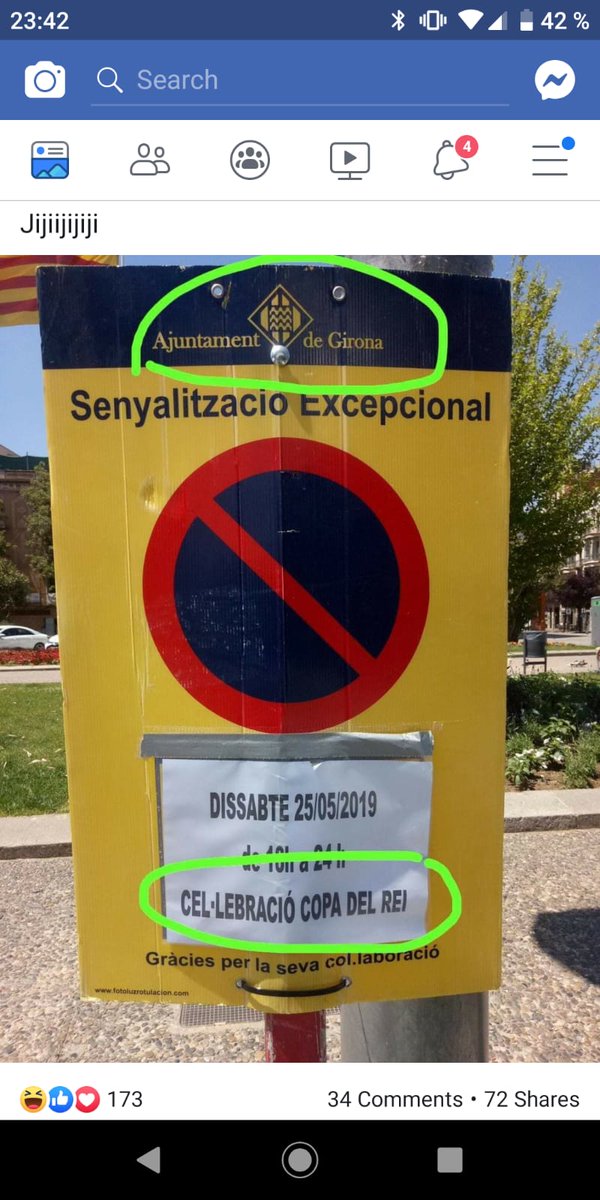 23:42
42 %
Search
4
Jijiijijiji
Ajuntament de Girona
Senyalització Excepcional
DISSABTE 25/05/2019
de 18h a 24 h
CEL·LEBRACIÓ COPA DEL REI
Gràcies per la seva col.laboració
www.fotoluzrotulacion.com
173
34 Comments • 72 Shares